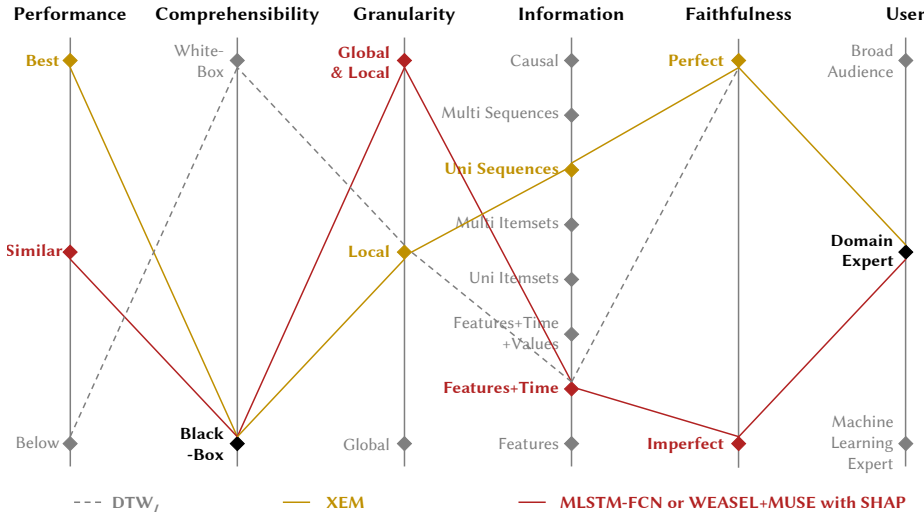 Performance Comprehensibility Granularity Information Faithfulness User
Best
White-
Box
Global
& Local
Causal
Perfect
Broad
Audience
Multi Sequences
Uni Sequences
Similar
Local
Multi Itemsets
Domain
Expert
Uni Itemsets
Features+Time
+Values
Features+Time
Below
Black
-Box
Global
Features
Imperfect
Machine
Learning
Expert
DTWI
XEM
MLSTM-FCN or WEASEL+MUSE with SHAP